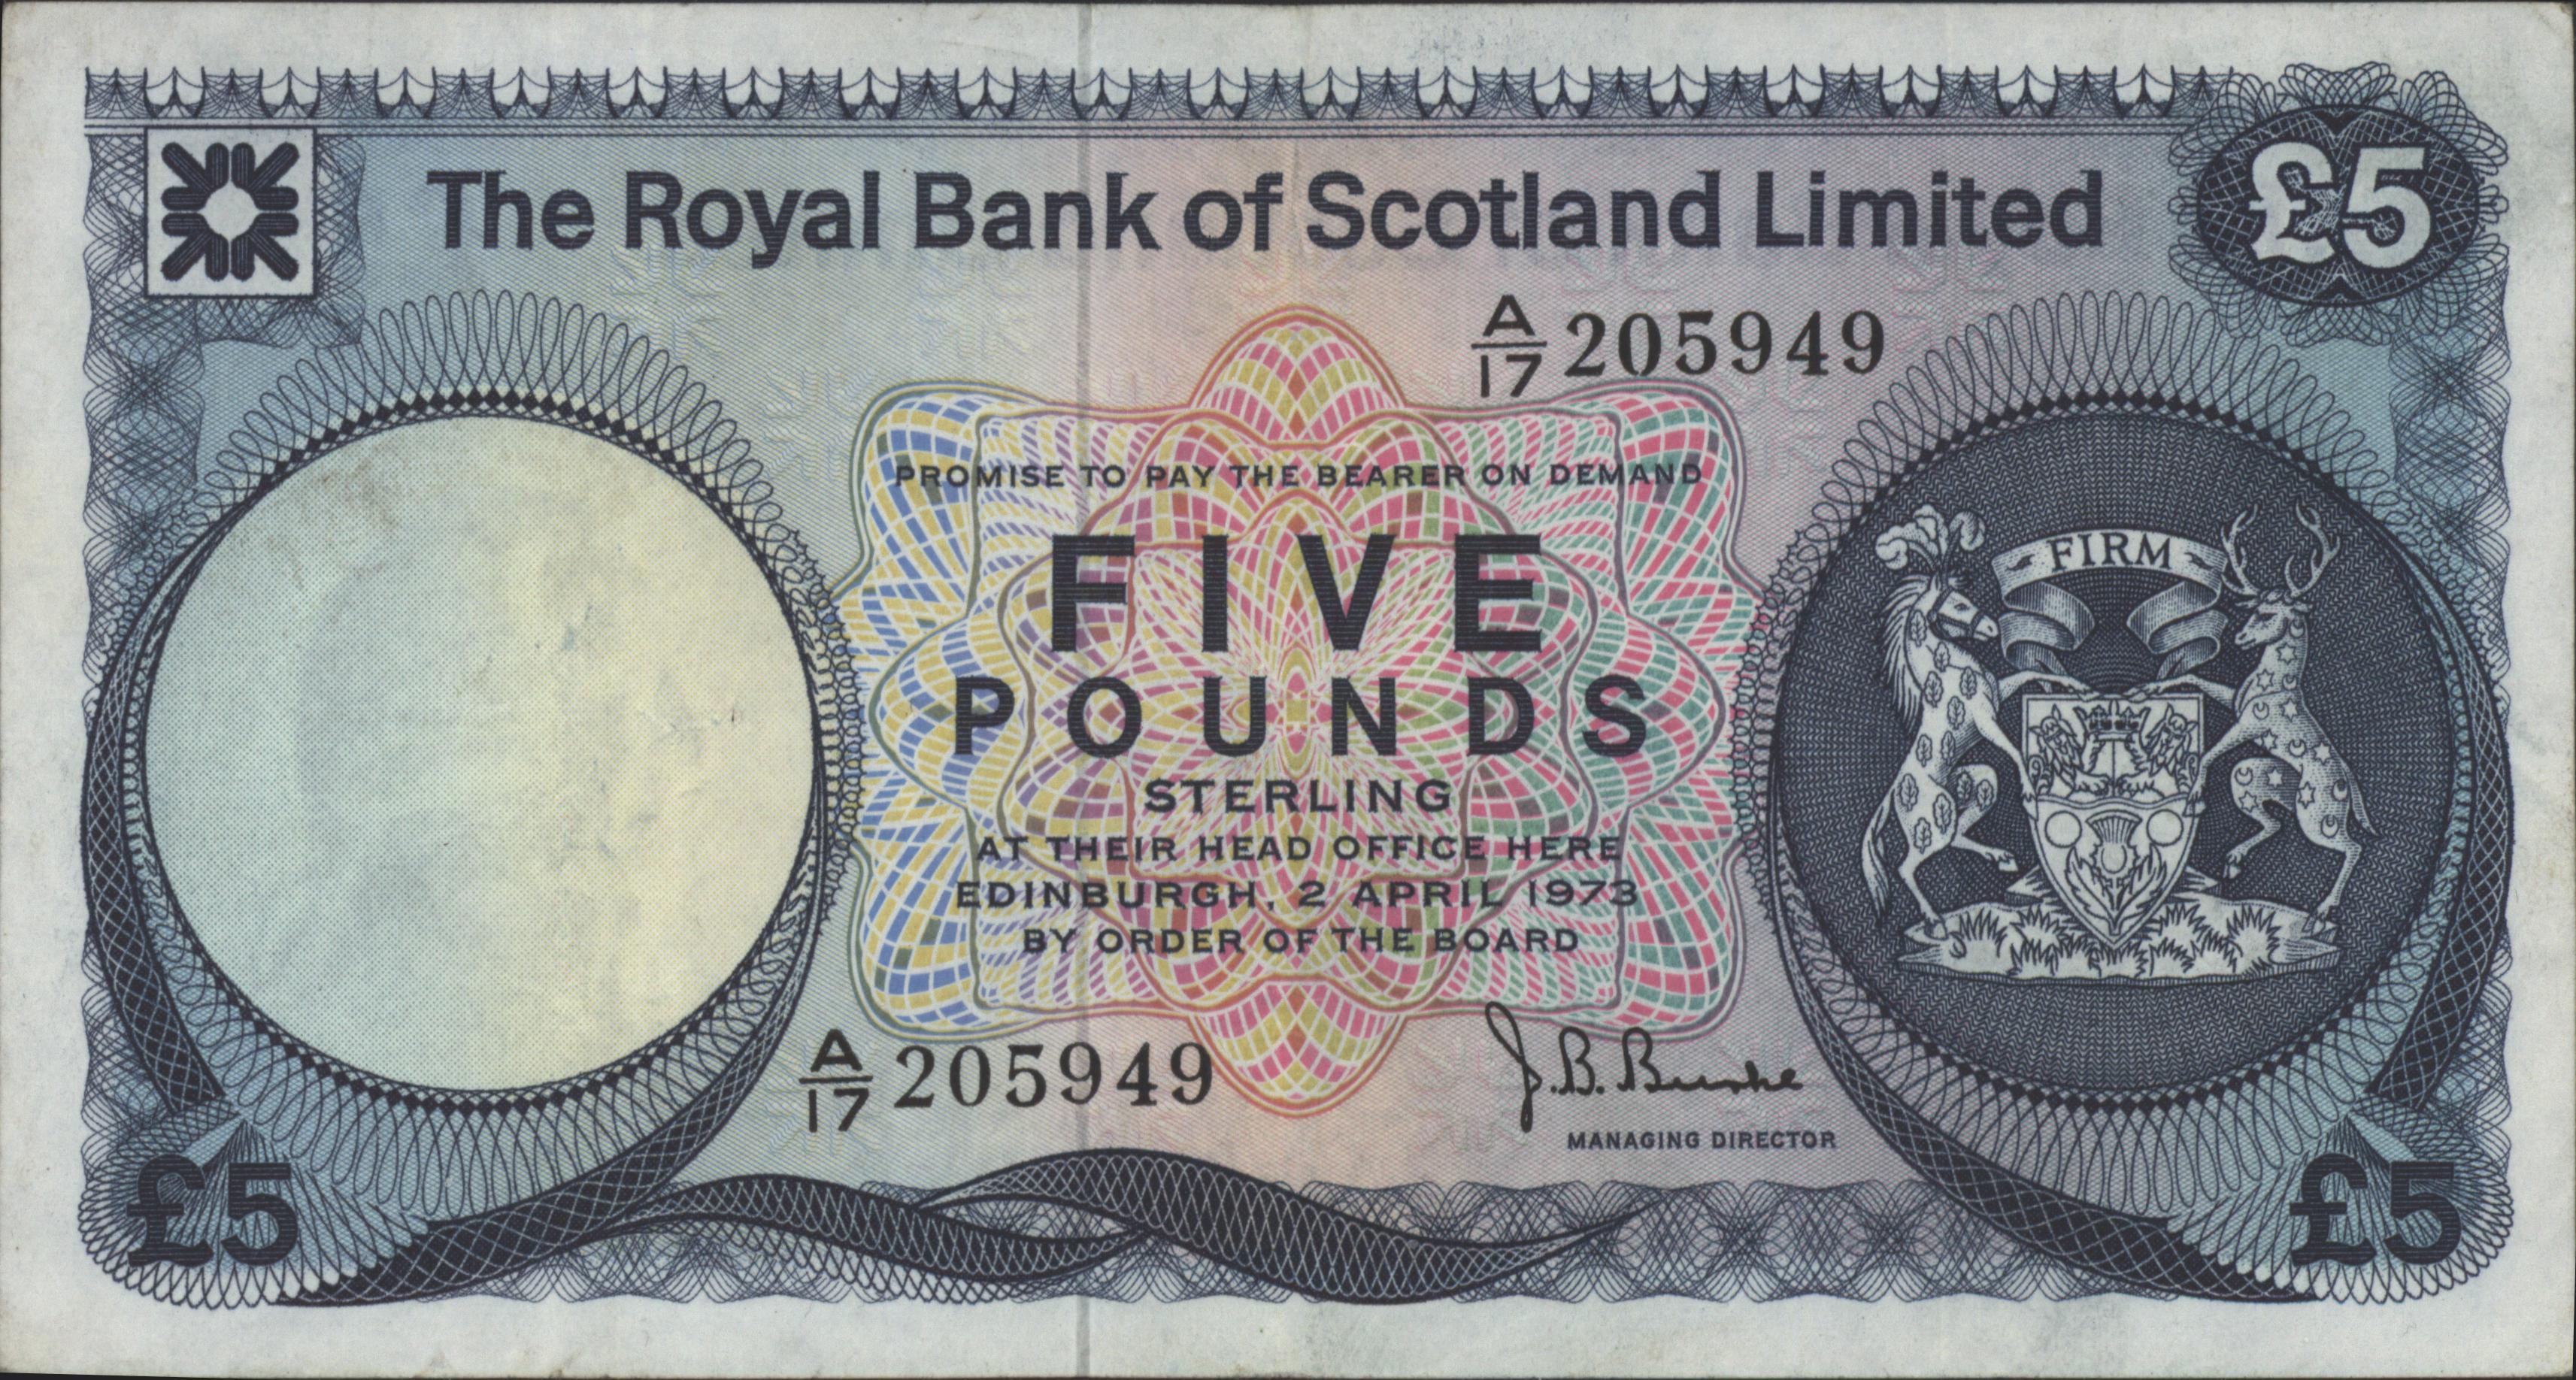 The Royal Bank of Scotland Limited
£5
A/17 205949
PROMISE TO PAY THE BEARER ON DEMAND
FIVE
POUNDS
STERLING
AT THEIR HEAD OFFICE HERE
EDINBURGH, 2 APRIL 1973
BY ORDER OF THE BOARD
FIRM
A/17 205949
J.B. Burke
MANAGING DIRECTOR
£5
£5